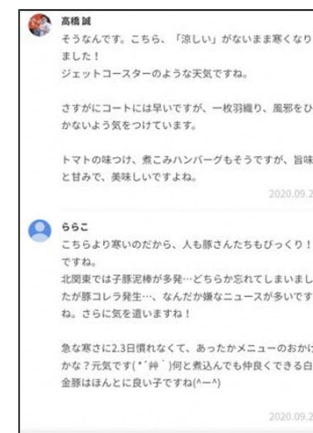 高橋 誠
そうなんです。こちら、「涼しい」がないまま寒くなり
ました！
ジェットコースターのような天気ですね。
さすがにコートには早いですが、一枚羽織り、風邪をひ
かないよう気をつけています。
トマトの味つけ、煮こみハンバーグもそうですが、旨味
と甘みで、美味しいですよね。
2020.09.2
ららこ
こちらより寒いのだから、人も豚さんたちもびっくり！
ですね。
北関東では子豚泥棒が多発…どちらか忘れてしまいまし
たが豚コレラ発生…、なんだか嫌なニュースが多いです
ね。さらに気を遣いますね！
急な寒さに2.3日慣れなくて、あったかメニューのおかげ
かな？元気です( *´艸｀)何と煮込んでも仲良くできる白
金豚はほんとに良い子ですね(^ー^)
2020.09.2